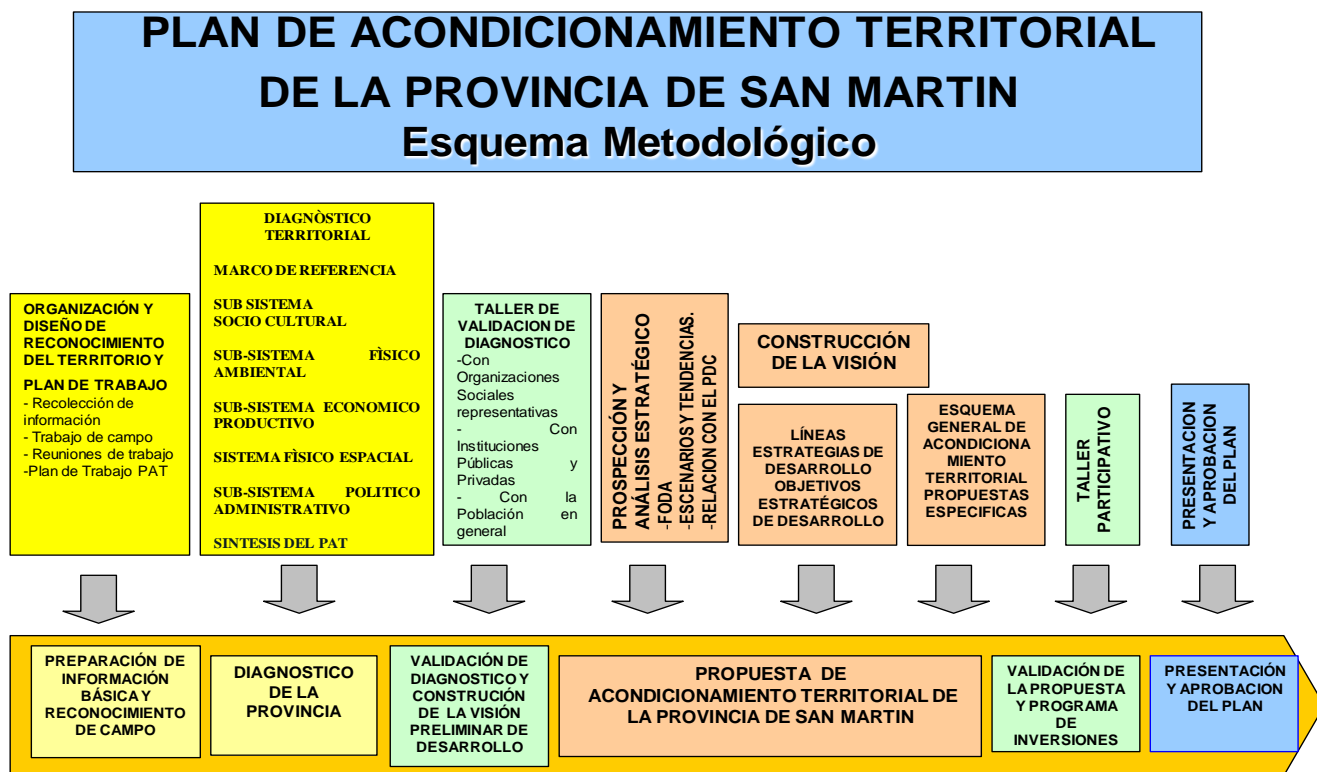 PLAN DE ACONDICIONAMIENTO TERRITORIAL
DE LA PROVINCIA DE SAN MARTIN
Esquema Metodológico
ORGANIZACIÓN Y
DISEÑO DE
RECONOCIMIENTO
DEL TERRITORIO Y
PLAN DE TRABAJO
- Recolección de
información
- Trabajo de campo
- Reuniones de trabajo
-Plan de Trabajo PAT
DIAGNÒSTICO
TERRITORIAL
MARCO DE REFERENCIA
SUB SISTEMA
SOCIO CULTURAL
SUB-SISTEMA FÌSICO
AMBIENTAL
SUB-SISTEMA ECONOMICO
PRODUCTIVO
SISTEMA FÌSICO ESPACIAL
SUB-SISTEMA POLITICO
ADMINISTRATIVO
SINTESIS DEL PAT
TALLER DE
VALIDACION DE
DIAGNOSTICO
-Con
Organizaciones
Sociales
representativas
- Con
Instituciones
Públicas y
Privadas
- Con la
Población en
general
PROSPECCIÓN Y
ANÁLISIS ESTRATÉGICO
-FODA
-ESCENARIOS Y TENDENCIAS.
-RELACION CON EL PDC
CONSTRUCCIÓN
DE LA VISIÓN
LÍNEAS
ESTRATEGIAS DE
DESARROLLO
OBJETIVOS
ESTRATÉGICOS
DE DESARROLLO
ESQUEMA
GENERAL DE
ACONDICIONA
MIENTO
TERRITORIAL
PROPUESTAS
ESPECIFICAS
TALLER
PARTICIPATIVO
PRESENTACION
Y APROBACION
DEL PLAN
PREPARACIÓN DE
INFORMACIÓN
BÁSICA Y
RECONOCIMIENTO
DE CAMPO
DIAGNOSTICO
DE LA
PROVINCIA
VALIDACIÓN DE
DIAGNOSTICO Y
CONSTRUCIÓN
DE LA VISIÓN
PRELIMINAR DE
DESARROLLO
PROPUESTA DE
ACONDICIONAMIENTO TERRITORIAL DE
LA PROVINCIA DE SAN MARTIN
VALIDACIÓN DE
LA PROPUESTA
Y PROGRAMA
DE
INVERSIONES
PRESENTACIÓN
Y APROBACION
DEL PLAN